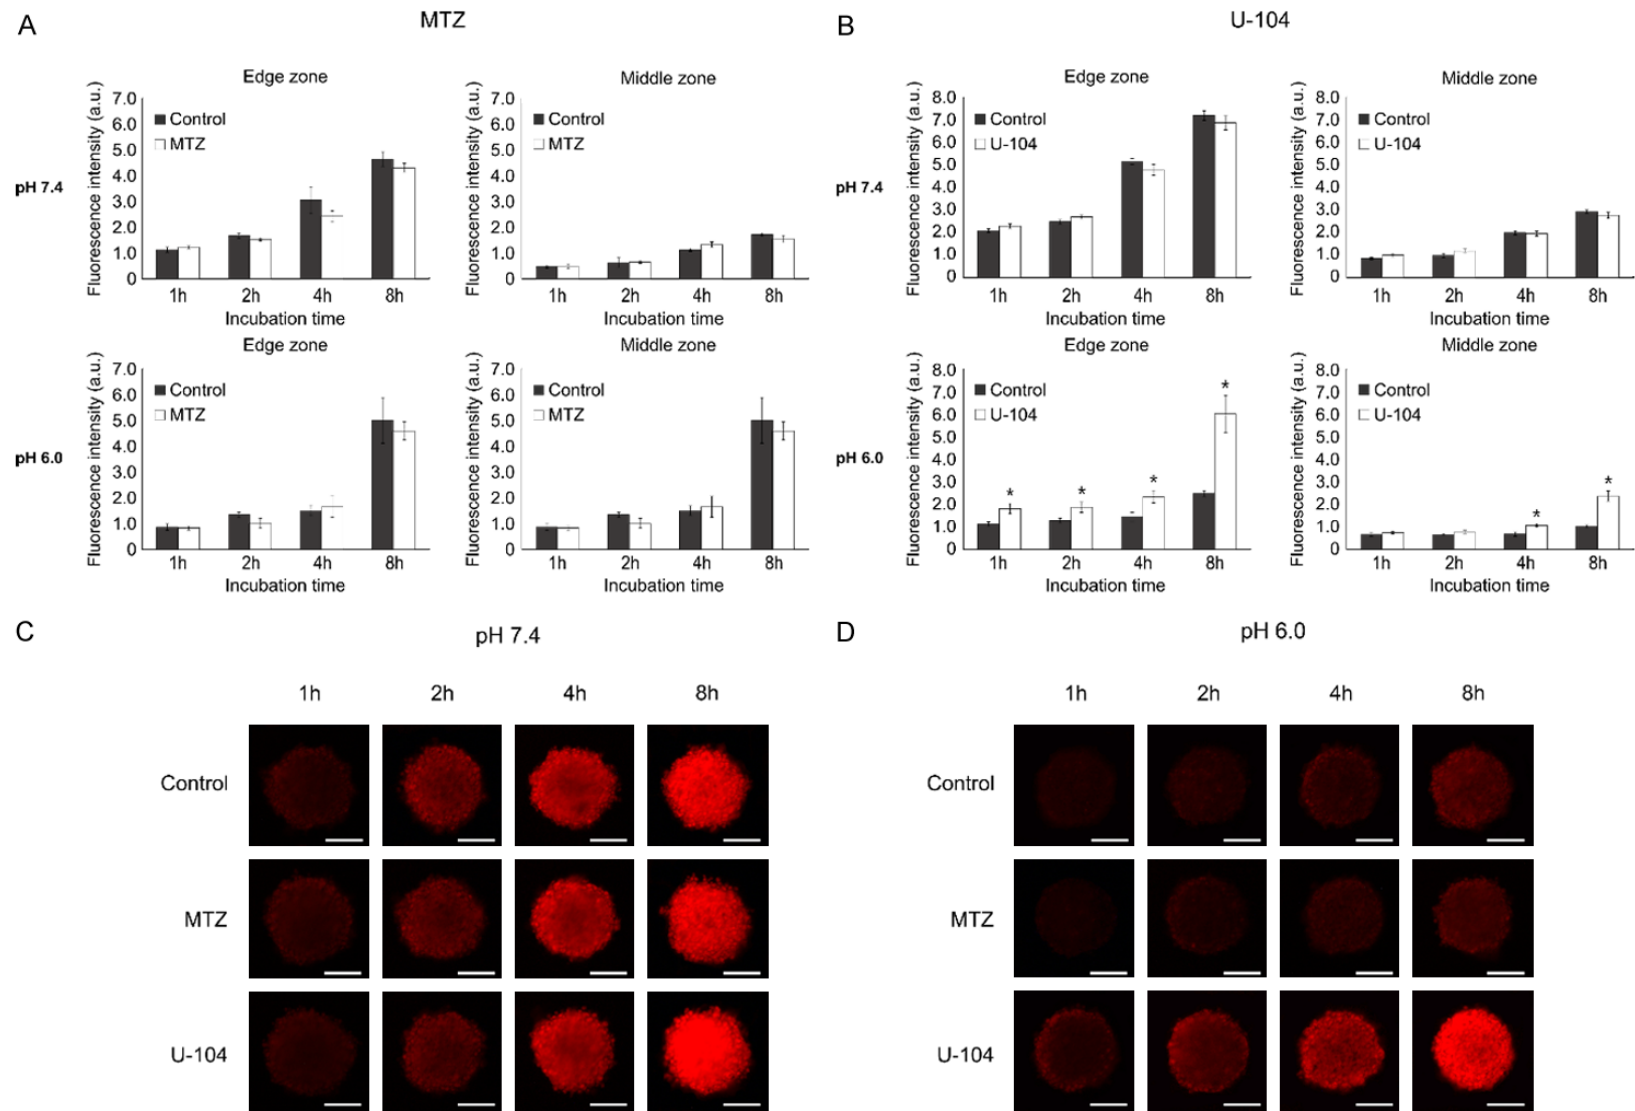 A
MTZ
B
U-104
Edge zone
Middle zone
Edge zone
Middle zone
pH 7.4
Fluorescence intensity (a.u.)
7.0
6.0
5.0
4.0
3.0
2.0
1.0
0
Control
MTZ
1h 2h 4h 8h
Incubation time
Fluorescence intensity (a.u.)
7.0
6.0
5.0
4.0
3.0
2.0
1.0
0
Control
MTZ
1h 2h 4h 8h
Incubation time
pH 7.4
Fluorescence intensity (a.u.)
8.0
7.0
6.0
5.0
4.0
3.0
2.0
1.0
0
Control
U-104
1h 2h 4h 8h
Incubation time
Fluorescence intensity (a.u.)
8.0
7.0
6.0
5.0
4.0
3.0
2.0
1.0
0
Control
U-104
1h 2h 4h 8h
Incubation time
Edge zone
Middle zone
Edge zone
Middle zone
pH 6.0
Fluorescence intensity (a.u.)
7.0
6.0
5.0
4.0
3.0
2.0
1.0
0
Control
MTZ
1h 2h 4h 8h
Incubation time
Fluorescence intensity (a.u.)
7.0
6.0
5.0
4.0
3.0
2.0
1.0
0
Control
MTZ
1h 2h 4h 8h
Incubation time
pH 6.0
Fluorescence intensity (a.u.)
8.0
7.0
6.0
5.0
4.0
3.0
2.0
1.0
0
Control
U-104
* * * *
1h 2h 4h 8h
Incubation time
Fluorescence intensity (a.u.)
8.0
7.0
6.0
5.0
4.0
3.0
2.0
1.0
0
Control
U-104
* *
1h 2h 4h 8h
Incubation time
C
pH 7.4
1h 2h 4h 8h
Control
MTZ
U-104
D
pH 6.0
1h 2h 4h 8h
Control
MTZ
U-104